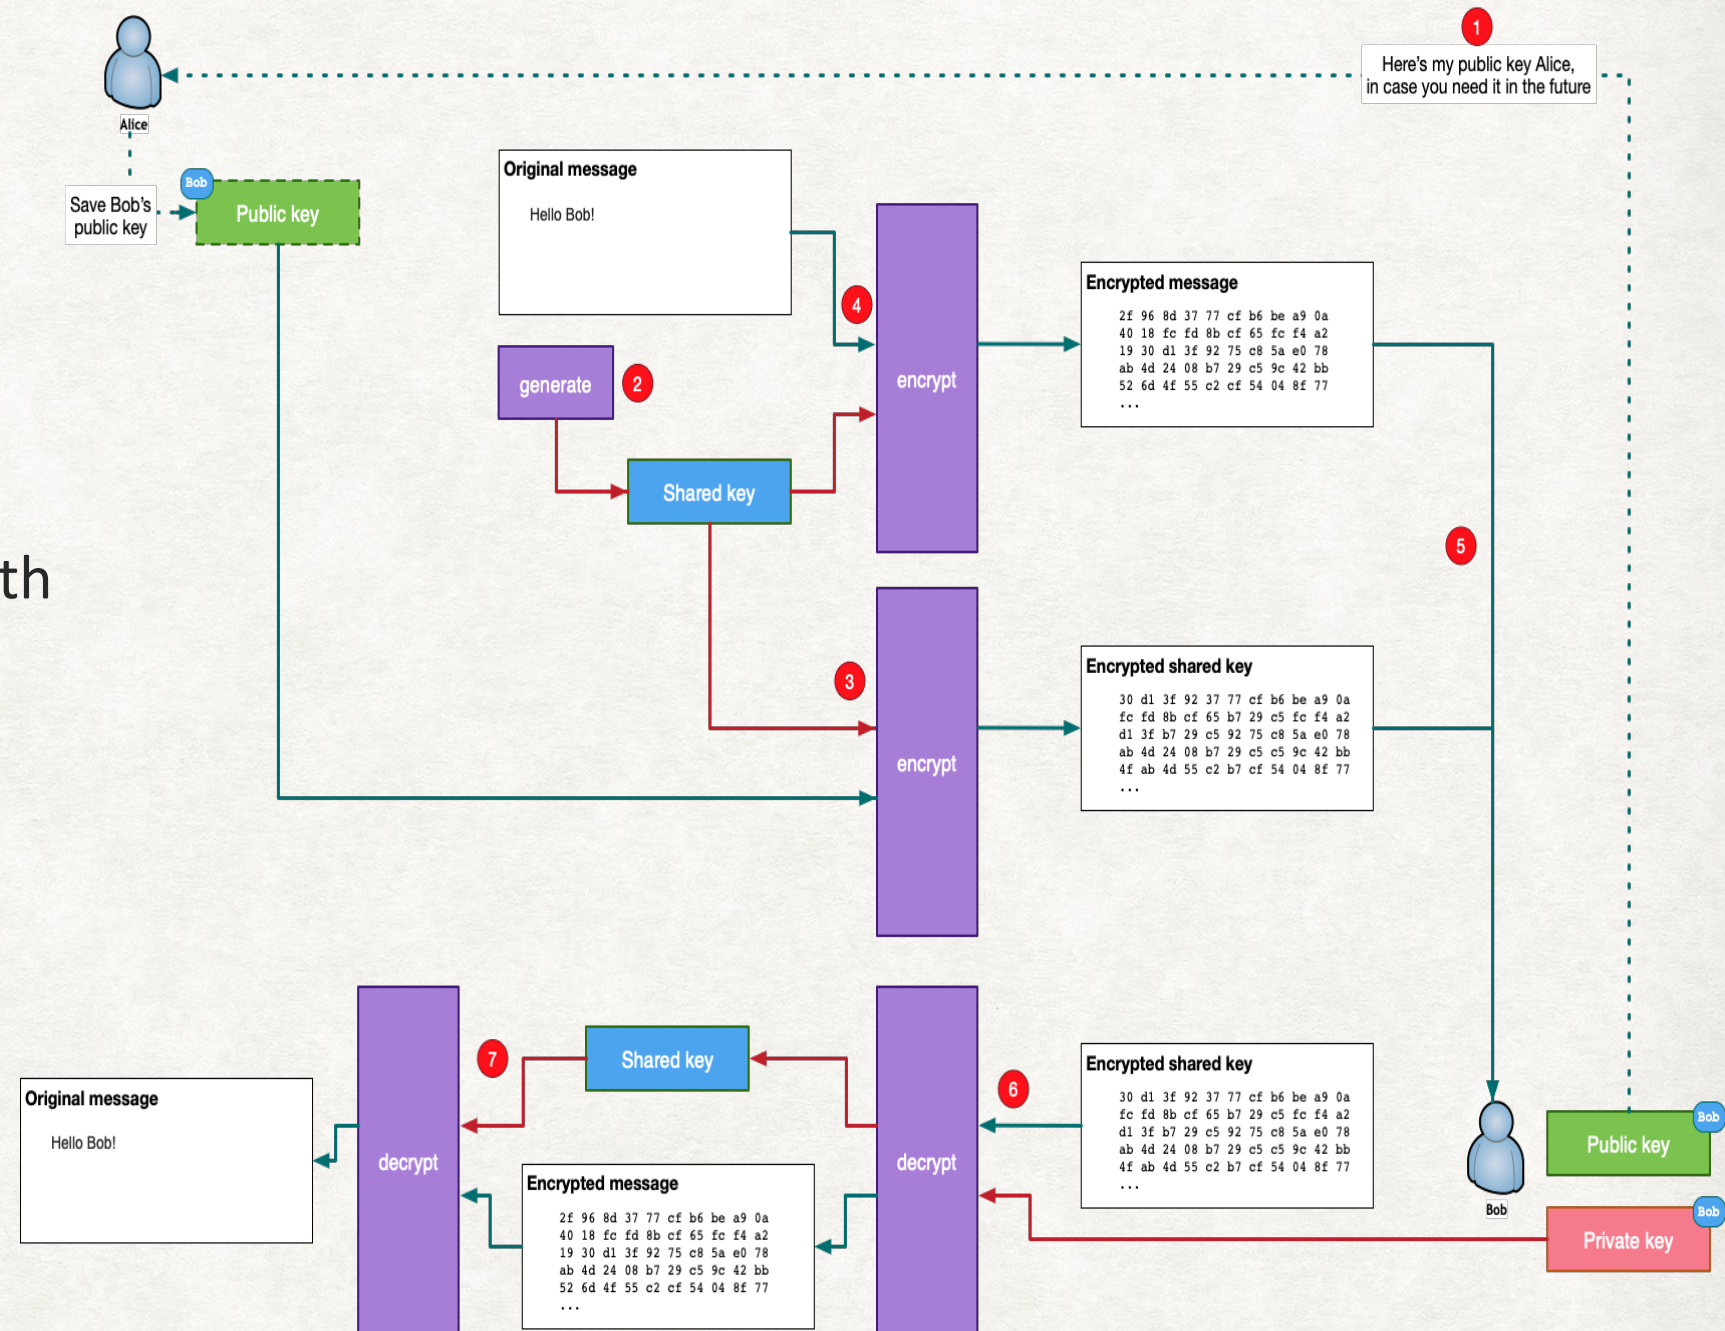 1
Here's my public key Alice,
in case you need it in the future
Alice
Save Bob's
public key
Bob
Public key
Original message
Hello Bob!
4
generate
2
Shared key
encrypt
Encrypted message
2f 96 8d 37 77 cf b6 be a9 0a
40 18 fc fd 8b cf 65 fc f4 a2
19 30 d1 3f 92 75 c8 5a e0 78
ab 4d 24 08 b7 29 c5 9c 42 bb
52 6d 4f 55 c2 cf 54 04 8f 77
...
5
th
3
encrypt
Encrypted shared key
30 d1 3f 92 37 77 cf b6 be a9 0a
fc fd 8b cf 65 b7 29 c5 fc f4 a2
d1 3f b7 29 c5 92 75 c8 5a e0 78
ab 4d 24 08 b7 29 c5 c5 9c 42 bb
4f ab 4d 55 c2 b7 cf 54 04 8f 77
...
Original message
Hello Bob!
decrypt
7
Shared key
Encrypted message
2f 96 8d 37 77 cf b6 be a9 0a
40 18 fc fd 8b cf 65 fc f4 a2
19 30 d1 3f 92 75 c8 5a e0 78
ab 4d 24 08 b7 29 c5 9c 42 bb
52 6d 4f 55 c2 cf 54 04 8f 77
...
decrypt
6
Encrypted shared key
30 d1 3f 92 37 77 cf b6 be a9 0a
fc fd 8b cf 65 b7 29 c5 fc f4 a2
d1 3f b7 29 c5 92 75 c8 5a e0 78
ab 4d 24 08 b7 29 c5 c5 9c 42 bb
4f ab 4d 55 c2 b7 cf 54 04 8f 77
...
Bob
Bob
Public key
Bob
Private key